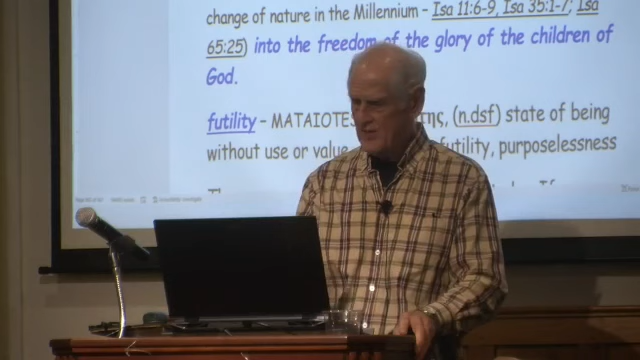 change of nature in the Millennium – Isa 11:6-9, Isa 35:1-7; Isa
65:25) into the freedom of the glory of the children of
God.
futility – MATAIOTES της, (n.dsf) state of being
without use or value futility, purposelessness